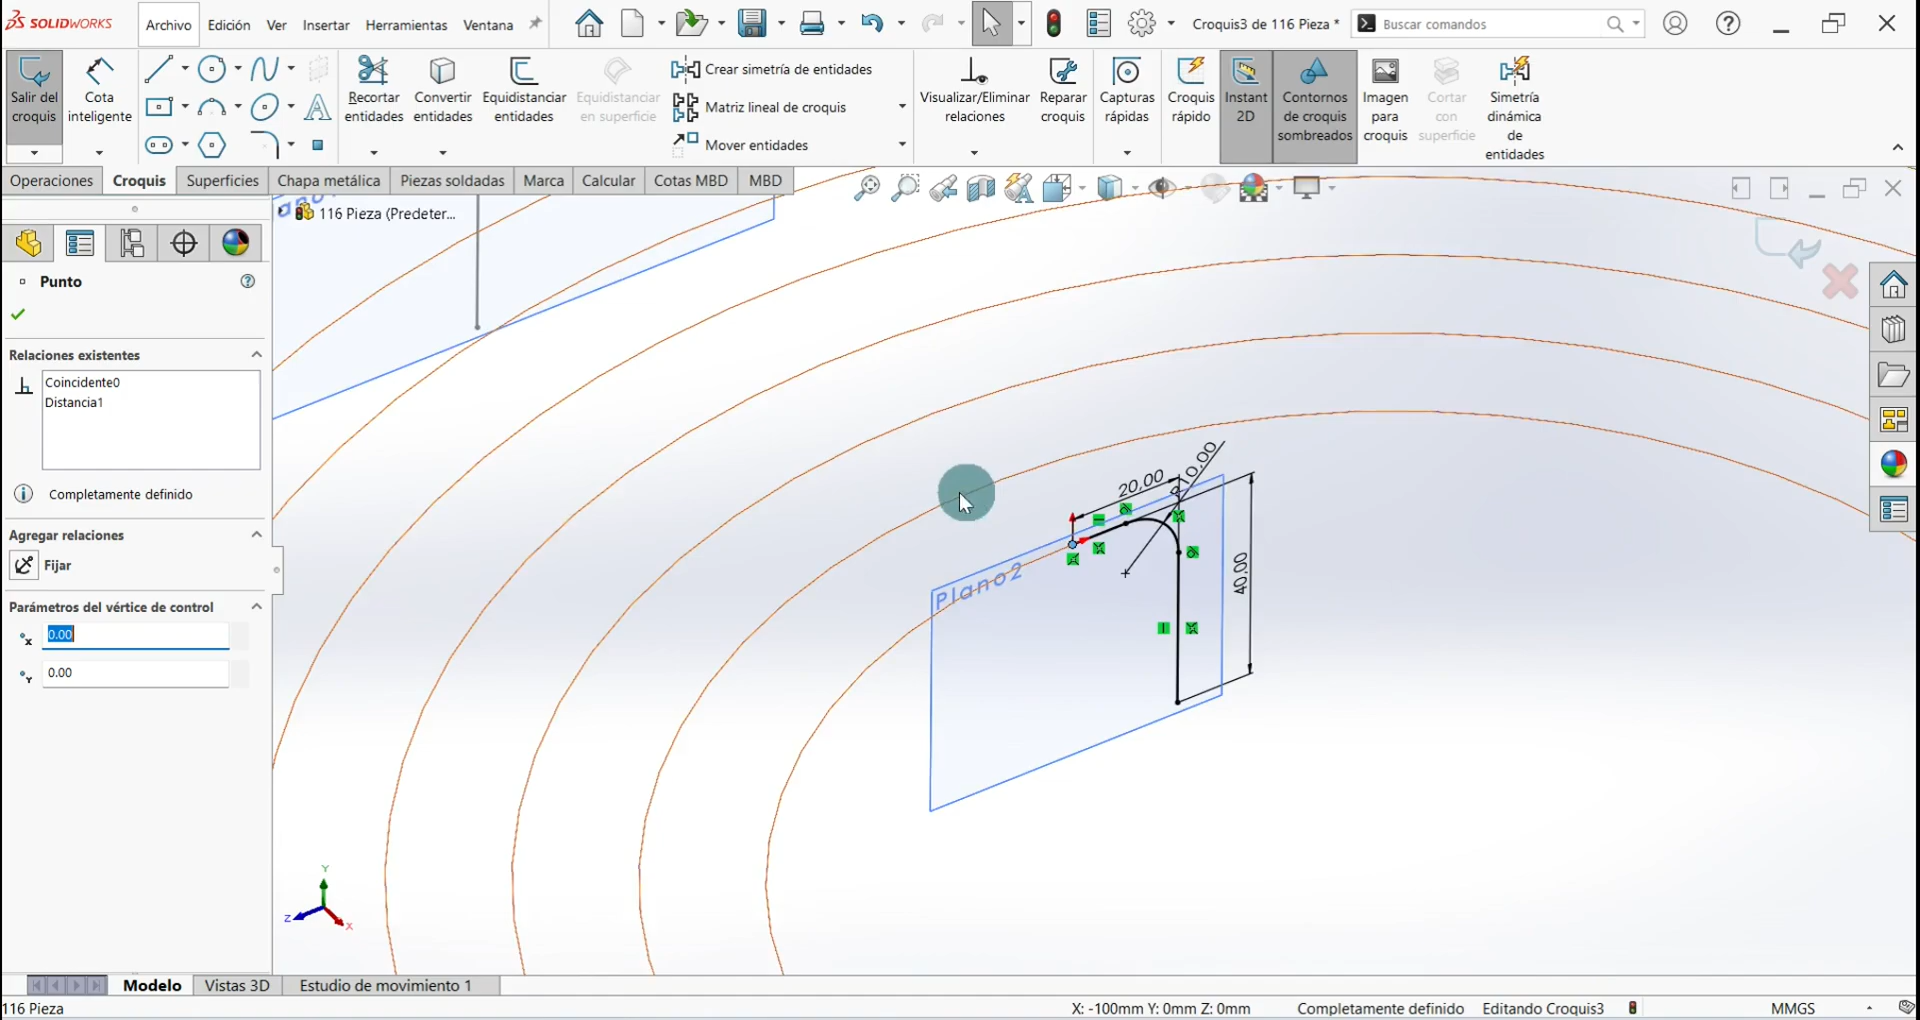 SOLIDWORKS
Archivo Edición Ver Insertar Herramientas Ventana
Croquis3 de 116 Pieza *
Buscar comandos
Salir del croquis
Cota inteligente
Recortar entidades
Convertir entidades
Equidistanciar entidades
Equidistanciar en superficie
Crear simetría de entidades
Matriz lineal de croquis
Mover entidades
Visualizar/Eliminar relaciones
Reparar croquis
Capturas rápidas
Croquis rápido
Instant 2D
Contornos de croquis sombreados
Imagen para croquis
Cortar con superficie
Simetría dinámica de entidades
Operaciones Croquis Superficies Chapa metálica Piezas soldadas Marca Calcular Cotas MBD MBD
116 Pieza (Predeter...
Punto
Relaciones existentes
Coincidente0
Distancia1
Completamente definido
Agregar relaciones
Fijar
Parámetros del vértice de control
X 0.00
Y 0.00
20,00
40,00
Plano2
Y
Z
X
Modelo Vistas 3D Estudio de movimiento 1
116 Pieza
X: -100mm Y: 0mm Z: 0mm Completamente definido Editando Croquis3 MMGS